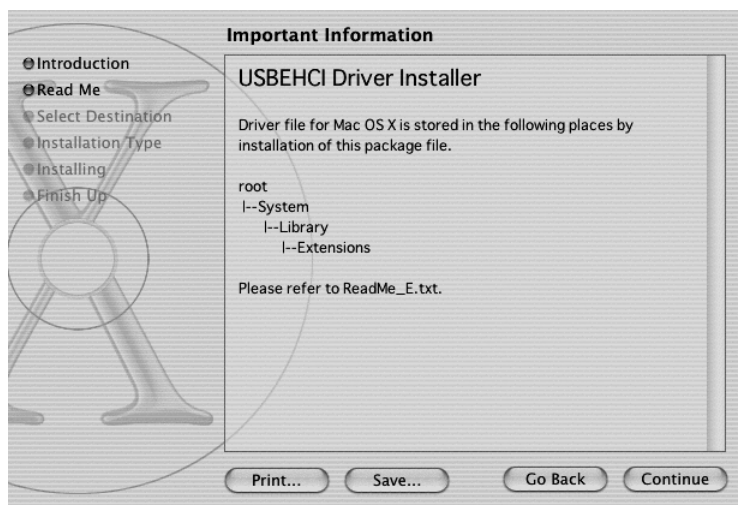 Important Information
Introduction
Read Me
Select Destination
Installation Type
Installing
Finish Up
USBEHCI Driver Installer
Driver file for Mac OS X is stored in the following places by
installation of this package file.
root
|--System
|--Library
|--Extensions
Please refer to ReadMe_E.txt.
Print...
Save...
Go Back
Continue